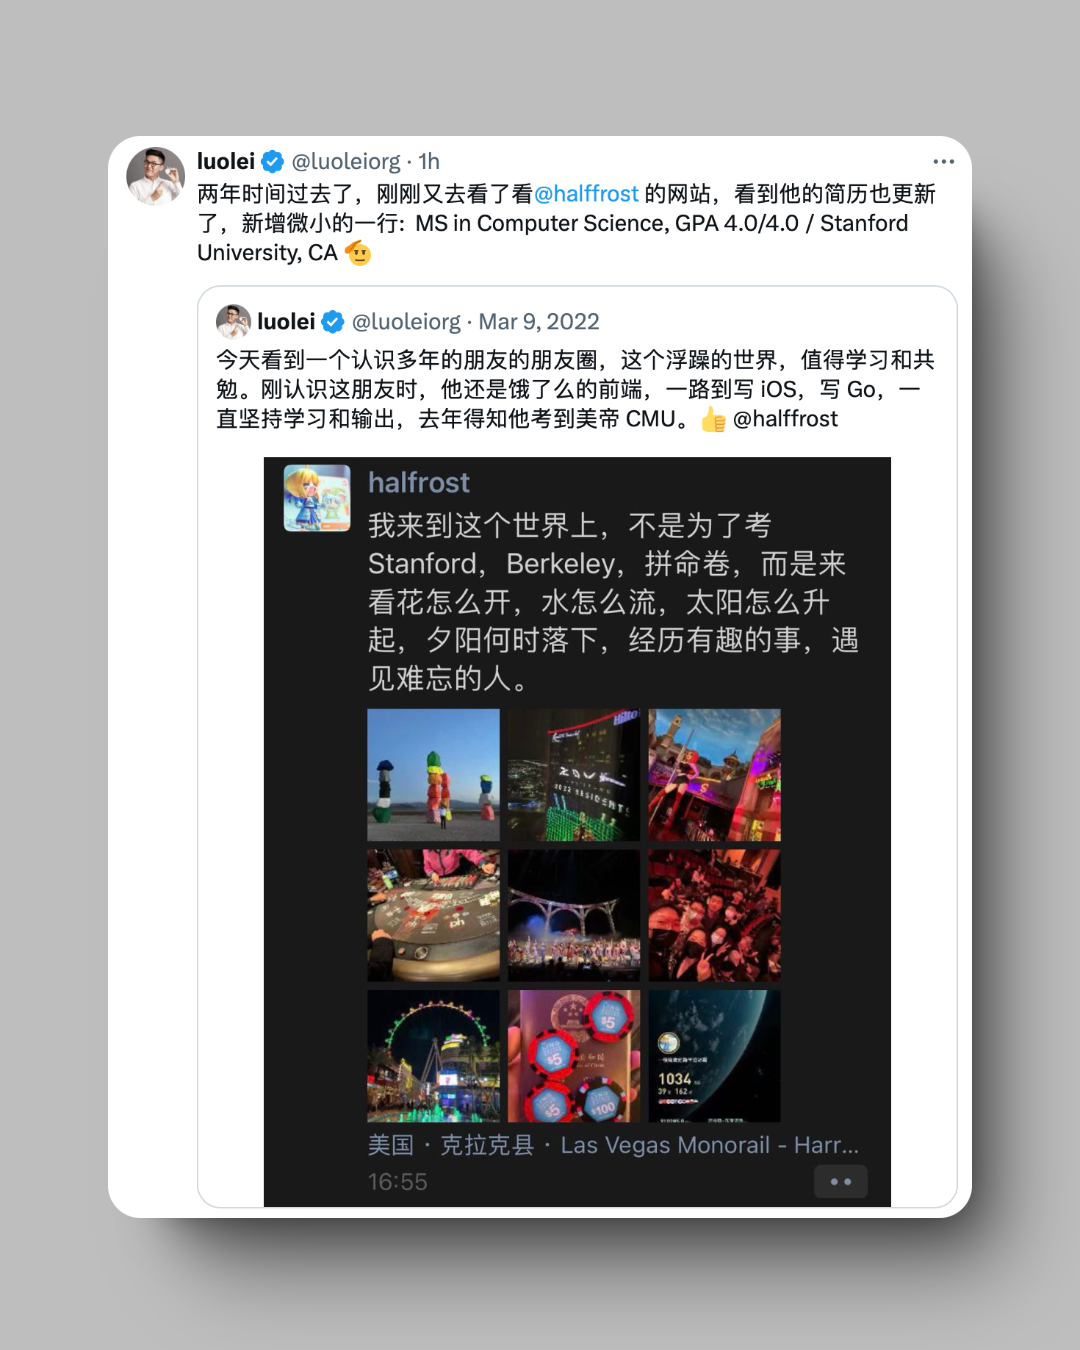 luolei @luoleiorg · 1h
两年时间过去了，刚刚又去看了看@halffrost 的网站，看到他的简历也更新
了，新增微小的一行: MS in Computer Science, GPA 4.0/4.0 / Stanford
University, CA
luolei @luoleiorg · Mar 9, 2022
今天看到一个认识多年的朋友的朋友圈，这个浮躁的世界，值得学习和共
勉。刚认识这朋友时，他还是饿了么的前端，一路到写 iOS，写 Go，一
直坚持学习和输出，去年得知他考到美帝 CMU。👍 @halffrost
halfrost
我来到这个世界上，不是为了考
Stanford，Berkeley，拼命卷，而是来
看花怎么开，水怎么流，太阳怎么升
起，夕阳何时落下，经历有趣的事，遇
见难忘的人。
Hilto
$5
$5
$5
$100
1034
39 162
美国 · 克拉克县 · Las Vegas Monorail - Harr...
16:55